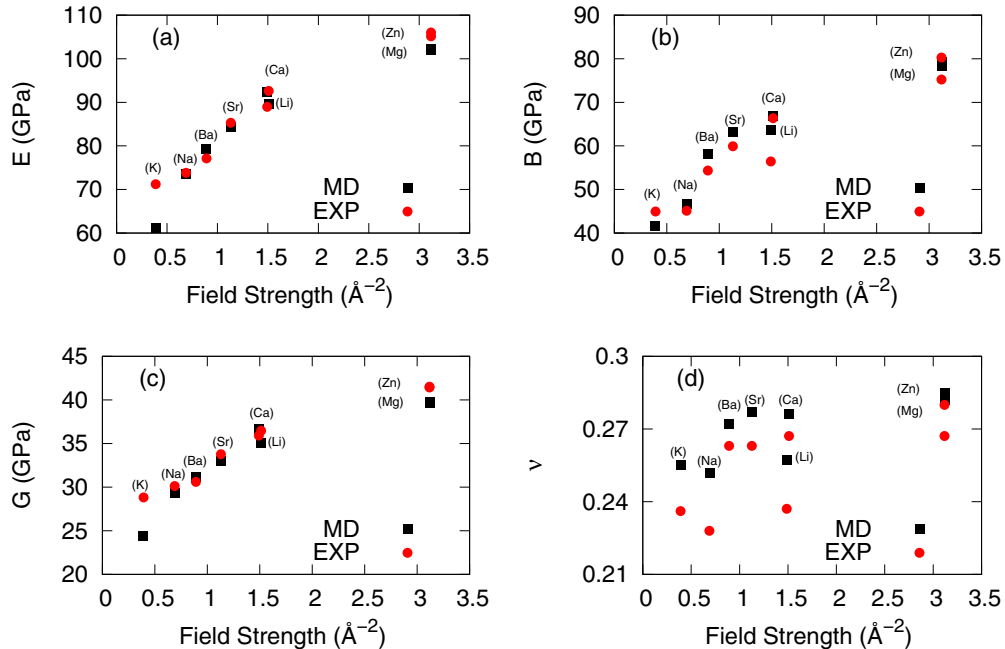 (a)
E (GPa)
110
100
90
80
70
60
(K)
(Na)
(Ba)
(Sr)
(Ca)
(Li)
(Zn)
(Mg)
MD
EXP
0 0.5 1 1.5 2 2.5 3 3.5
Field Strength (Å⁻²)
(b)
B (GPa)
90
80
70
60
50
40
(K)
(Na)
(Ba)
(Sr)
(Ca)
(Li)
(Zn)
(Mg)
MD
EXP
0 0.5 1 1.5 2 2.5 3 3.5
Field Strength (Å⁻²)
(c)
G (GPa)
45
40
35
30
25
20
(K)
(Na)
(Ba)
(Sr)
(Ca)
(Li)
(Zn)
(Mg)
MD
EXP
0 0.5 1 1.5 2 2.5 3 3.5
Field Strength (Å⁻²)
(d)
ν
0.3
0.27
0.24
0.21
(K)
(Na)
(Ba)
(Sr)
(Ca)
(Li)
(Zn)
(Mg)
MD
EXP
0 0.5 1 1.5 2 2.5 3 3.5
Field Strength (Å⁻²)